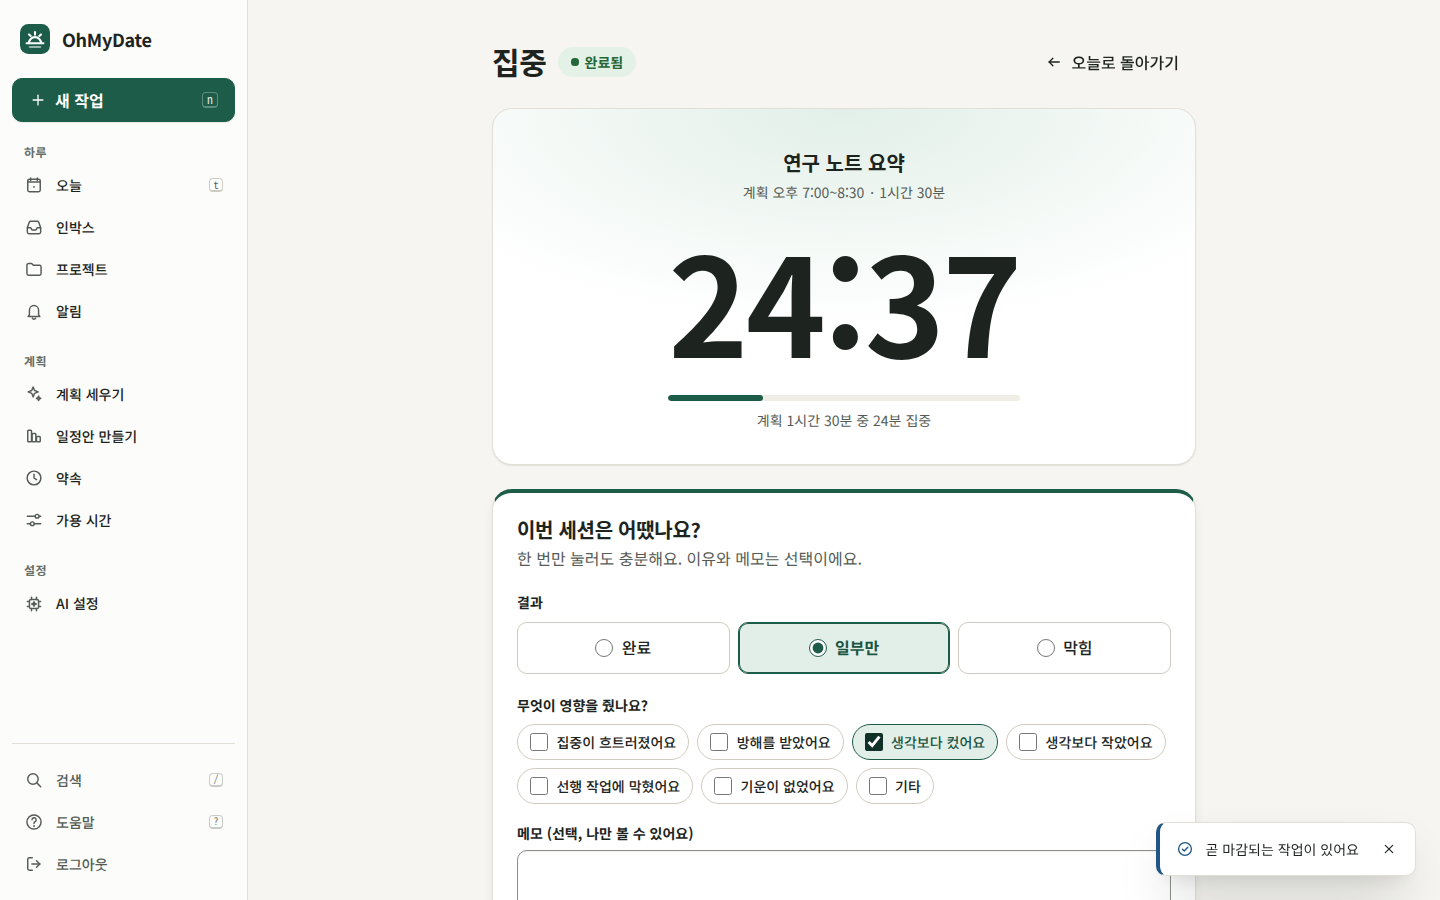 OhMyDate
새 작업
n
하루
오늘
t
인박스
프로젝트
알림
계획
계획 세우기
일정안 만들기
약속
가용 시간
설정
AI 설정
검색
/
도움말
?
로그아웃
집중
완료됨
오늘로 돌아가기
연구 노트 요약
계획 오후 7:00~8:30 · 1시간 30분
24:37
계획 1시간 30분 중 24분 집중
이번 세션은 어땠나요?
한 번만 눌러도 충분해요. 이유와 메모는 선택이에요.
결과
완료
일부만
막힘
무엇이 영향을 줬나요?
집중이 흐트러졌어요
방해를 받았어요
생각보다 컸어요
생각보다 작았어요
선행 작업에 막혔어요
기운이 없었어요
기타
메모 (선택, 나만 볼 수 있어요)
곧 마감되는 작업이 있어요